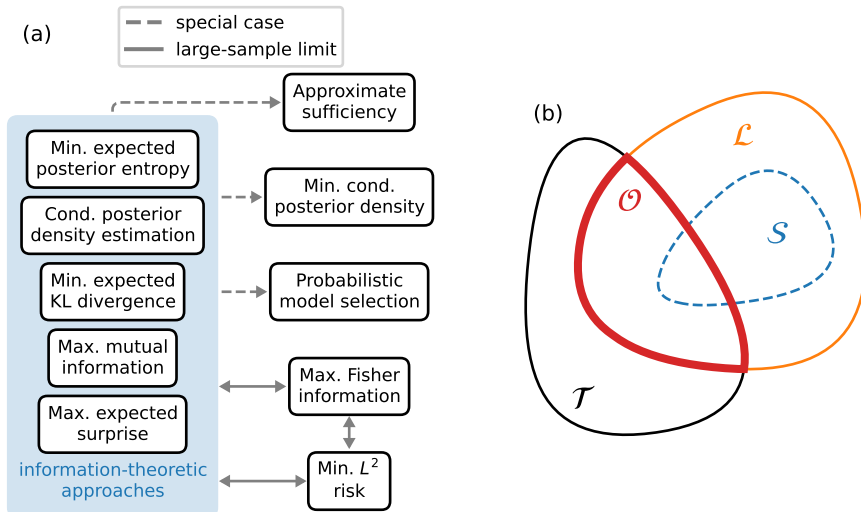 (a)
special case
large-sample limit
Approximate
sufficiency
Min. expected
posterior entropy
Min. cond.
posterior density
Cond. posterior
density estimation
Min. expected
KL divergence
Probabilistic
model selection
Max. mutual
information
Max. Fisher
information
Max. expected
surprise
Min. L²
risk
information-theoretic
approaches
(b)
ℒ
𝒪
𝒮
𝒯